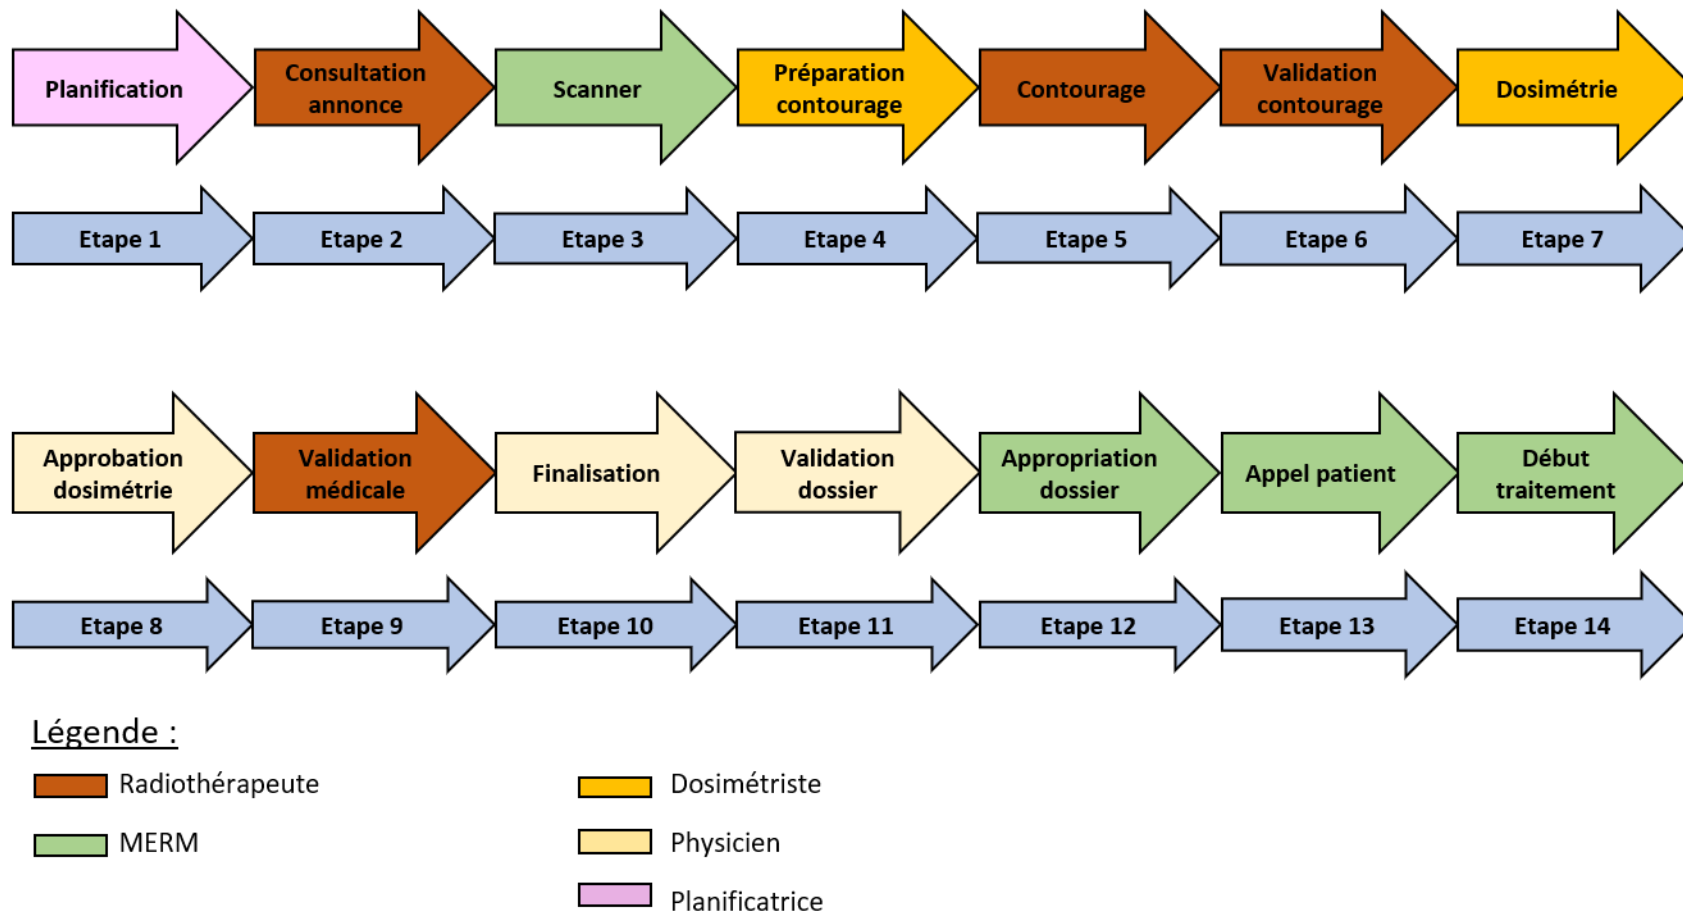 Planification
Consultation
annonce
Scanner
Préparation
contourage
Contourage
Validation
contourage
Dosimétrie
Etape 1
Etape 2
Etape 3
Etape 4
Etape 5
Etape 6
Etape 7
Approbation
dosimétrie
Validation
médicale
Finalisation
Validation
dossier
Appropriation
dossier
Appel patient
Début
traitement
Etape 8
Etape 9
Etape 10
Etape 11
Etape 12
Etape 13
Etape 14
Légende :
Radiothérapeute
MERM
Dosimétriste
Physicien
Planificatrice